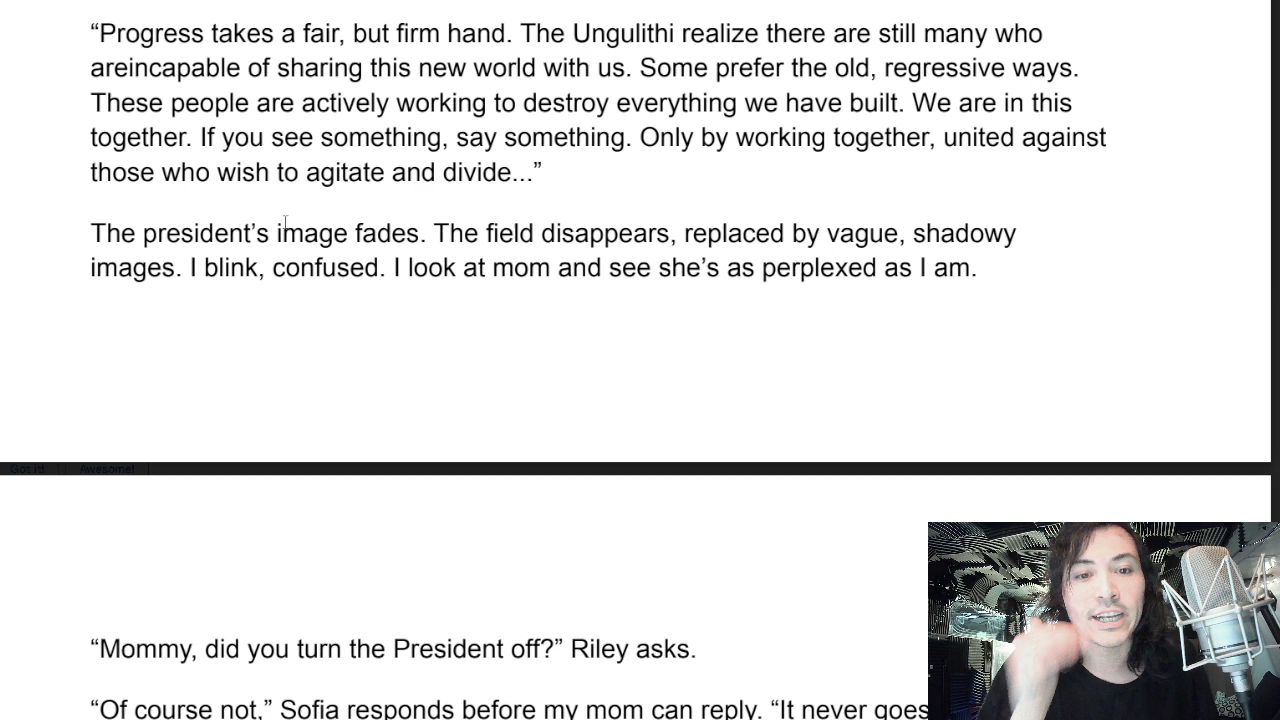 “Progress takes a fair, but firm hand. The Ungulithi realize there are still many who
areincapable of sharing this new world with us. Some prefer the old, regressive ways.
These people are actively working to destroy everything we have built. We are in this
together. If you see something, say something. Only by working together, united against
those who wish to agitate and divide...”
The president’s image fades. The field disappears, replaced by vague, shadowy
images. I blink, confused. I look at mom and see she’s as perplexed as I am.
Got it! Awesome!
“Mommy, did you turn the President off?” Riley asks.
“Of course not,” Sofia responds before my mom can reply. “It never goes